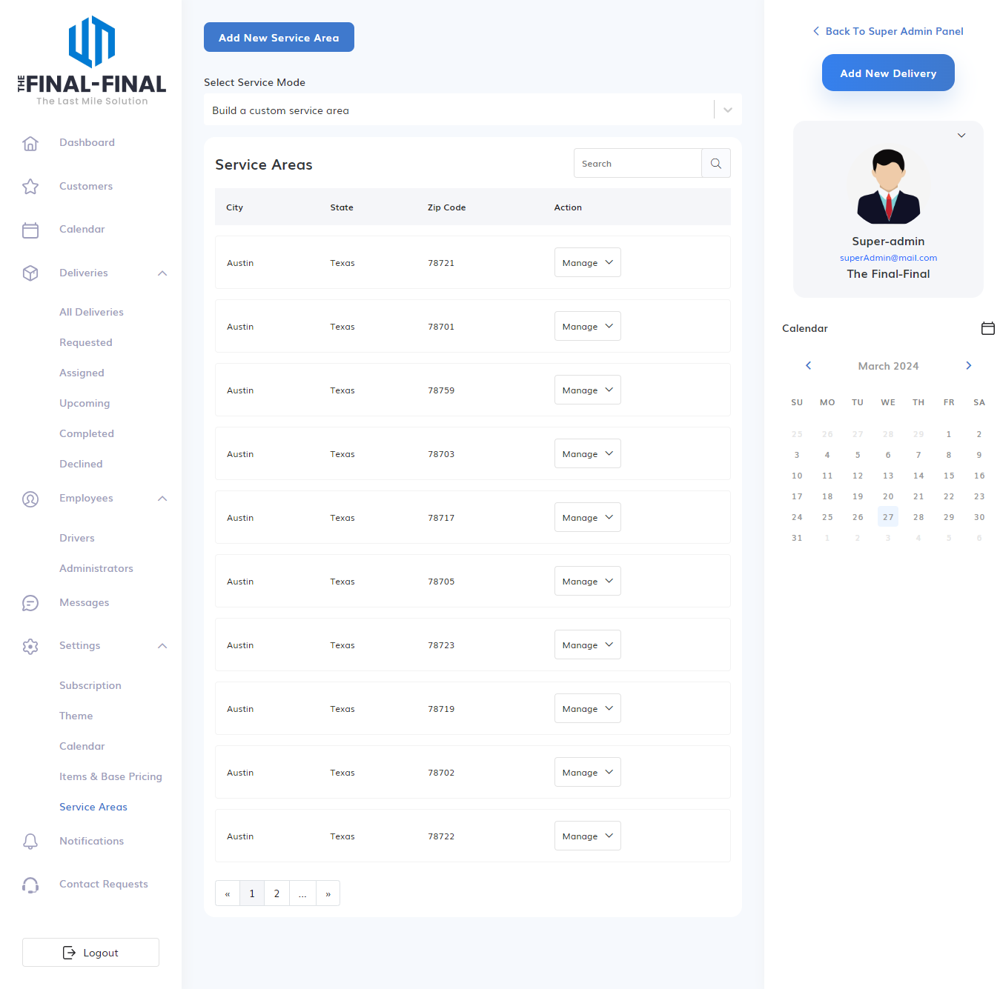 THE FINAL-FINAL
The Last Mile Solution
Dashboard
Customers
Calendar
Deliveries
All Deliveries
Requested
Assigned
Upcoming
Completed
Declined
Employees
Drivers
Administrators
Messages
Settings
Subscription
Theme
Calendar
Items & Base Pricing
Service Areas
Notifications
Contact Requests
Logout
Add New Service Area
Select Service Mode
Build a custom service area
Service Areas
Search
City State Zip Code Action
Austin Texas 78721 Manage
Austin Texas 78701 Manage
Austin Texas 78759 Manage
Austin Texas 78703 Manage
Austin Texas 78717 Manage
Austin Texas 78705 Manage
Austin Texas 78723 Manage
Austin Texas 78719 Manage
Austin Texas 78702 Manage
Austin Texas 78722 Manage
« 1 2 ... »
Back To Super Admin Panel
Add New Delivery
Super-admin
superAdmin@mail.com
The Final-Final
Calendar
March 2024
SU MO TU WE TH FR SA
25 26 27 28 29 1 2
3 4 5 6 7 8 9
10 11 12 13 14 15 16
17 18 19 20 21 22 23
24 25 26 27 28 29 30
31 1 2 3 4 5 6